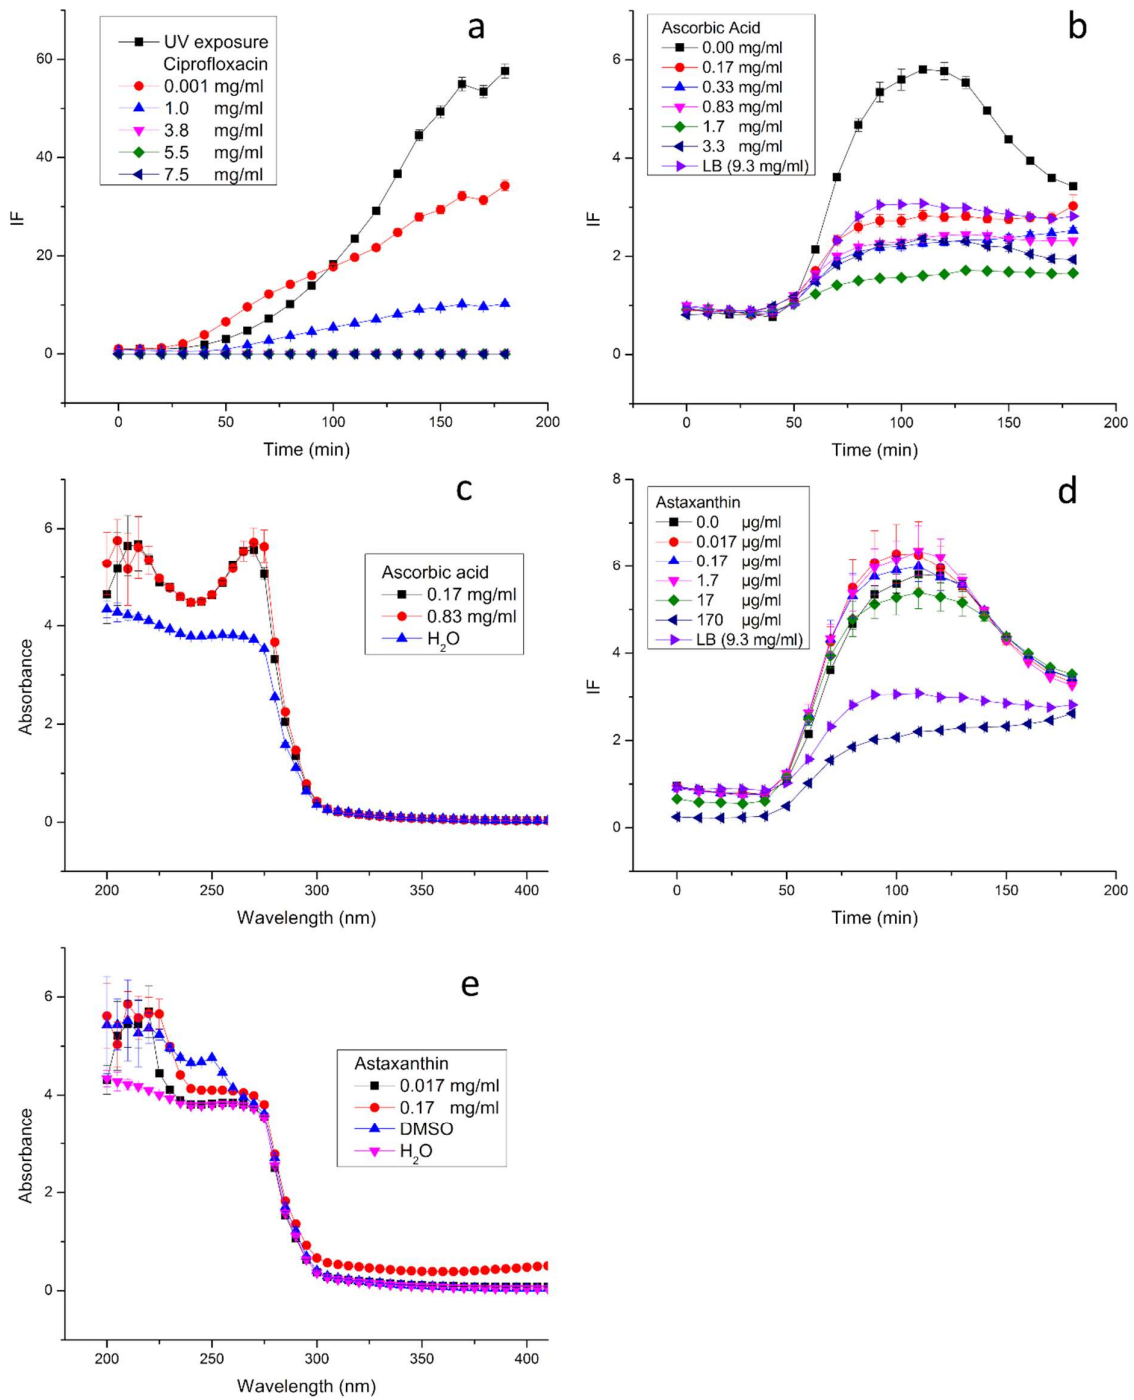 a
UV exposure
Ciprofloxacin
0.001 mg/ml
1.0 mg/ml
3.8 mg/ml
5.5 mg/ml
7.5 mg/ml
60
40
20
0
IF
0 50 100 150 200
Time (min)
b
Ascorbic Acid
0.00 mg/ml
0.17 mg/ml
0.33 mg/ml
0.83 mg/ml
1.7 mg/ml
3.3 mg/ml
LB (9.3 mg/ml)
6
4
2
0
IF
0 50 100 150 200
Time (min)
c
Ascorbic acid
0.17 mg/ml
0.83 mg/ml
H₂O
6
4
2
0
Absorbance
200 250 300 350 400
Wavelength (nm)
d
Astaxanthin
0.0 µg/ml
0.017 µg/ml
0.17 µg/ml
1.7 µg/ml
17 µg/ml
170 µg/ml
LB (9.3 mg/ml)
8
6
4
2
0
IF
0 50 100 150 200
Time (min)
e
Astaxanthin
0.017 mg/ml
0.17 mg/ml
DMSO
H₂O
6
4
2
0
Absorbance
200 250 300 350 400
Wavelength (nm)